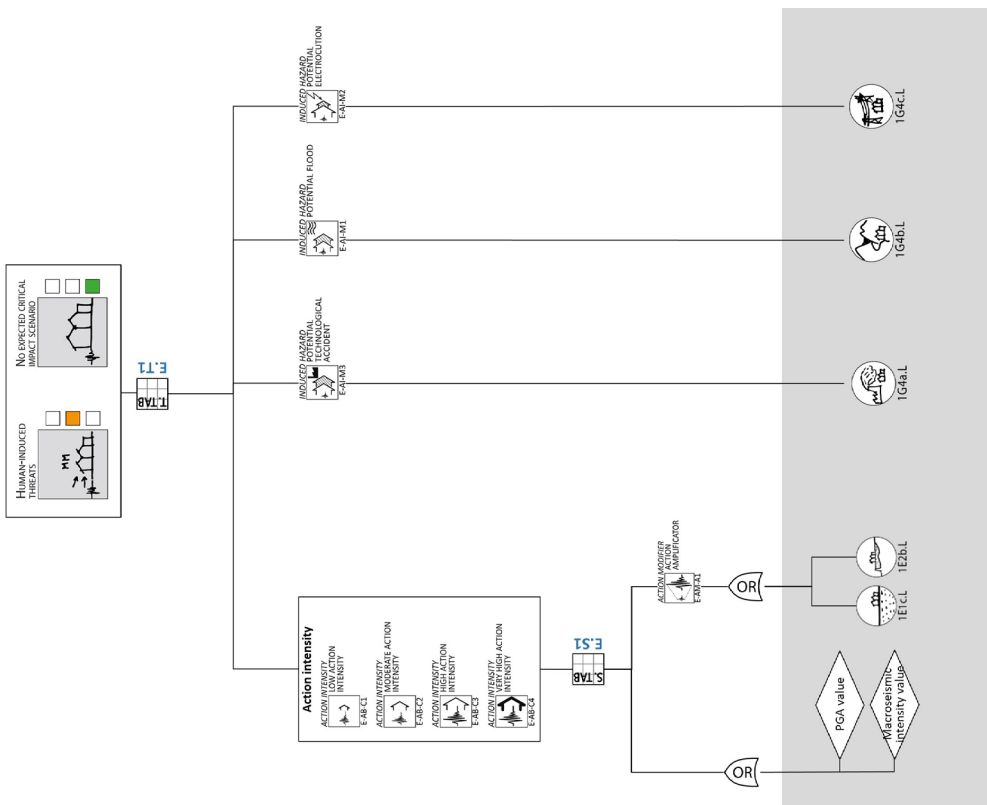 HUMAN-INDUCED
THREATS
NO EXPECTED CRITICAL
IMPACT SCENARIO
T.TAB
E.T1
Action intensity
ACTION INTENSITY
LOW ACTION
INTENSITY
E-AB-C1
ACTION INTENSITY
MODERATE ACTION
INTENSITY
E-AB-C2
ACTION INTENSITY
HIGH ACTION
INTENSITY
E-AB-C3
ACTION INTENSITY
VERY HIGH ACTION
INTENSITY
E-AB-C4
INDUCED HAZARD
POTENTIAL
TECHNOLOGICAL
ACCIDENT
E-AI-M3
INDUCED HAZARD
POTENTIAL FLOOD
E-AI-M1
INDUCED HAZARD
POTENTIAL
ELECTROCUTION
E-AI-M2
S.TAB
E.S1
ACTION MODIFIER
ACTION
AMPLIFICATOR
E-AM-A1
OR
OR
PGA value
Macroseismic
intensity value
1E1c.L
1E2b.L
1G4a.L
1G4b.L
1G4c.L